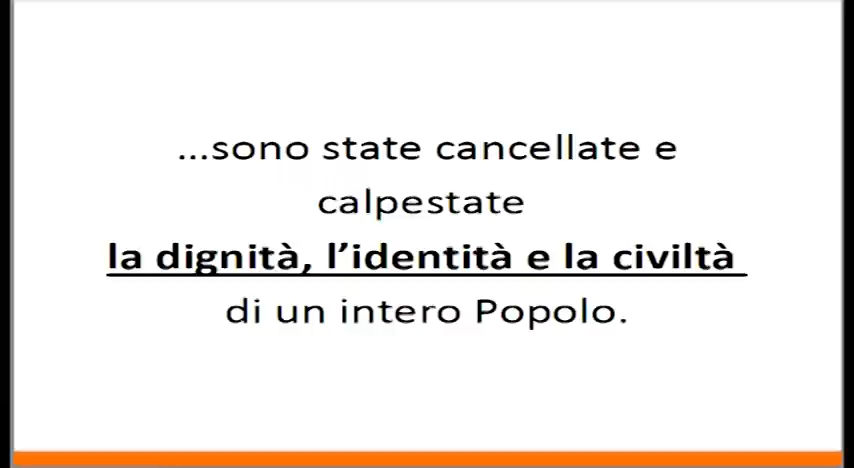 ...sono state cancellate e
calpestate
la dignità, l’identità e la civiltà
di un intero Popolo.